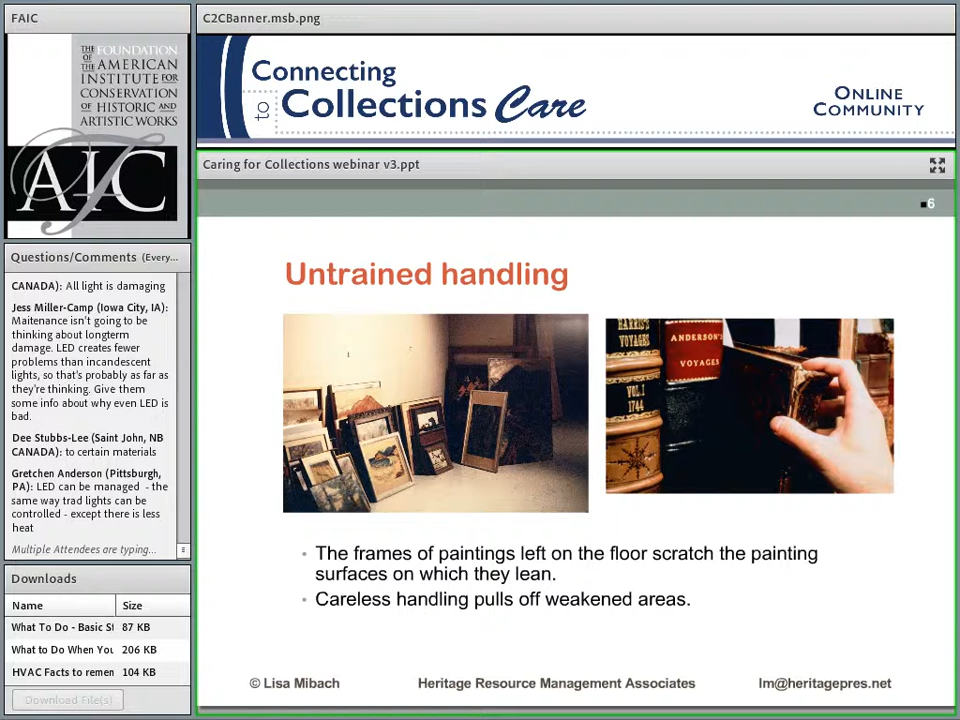 FAIC
THE FOUNDATION
OF THE AMERICAN
INSTITUTE FOR
CONSERVATION
OF HISTORIC AND
ARTISTIC WORKS
AIC
Questions/Comments (Every...
CANADA): All light is damaging
Jess Miller-Camp (Iowa City, IA):
Maitenance isn't going to be
thinking about longterm
damage. LED creates fewer
problems than incandescent
lights, so that's probably as far as
they're thinking. Give them
some info about why even LED is
bad.
Dee Stubbs-Lee (Saint John, NB
CANADA): to certain materials
Gretchen Anderson (Pittsburgh,
PA): LED can be managed - the
same way trad lights can be
controlled - except there is less
heat
Multiple Attendees are typing...
Downloads
Name Size
What To Do - Basic St 87 KB
What to Do When You 206 KB
HVAC Facts to remen 104 KB
Download File(s)
C2CBanner.msb.png
Connecting
to Collections Care
ONLINE
COMMUNITY
Caring for Collections webinar v3.ppt
6
Untrained handling
HARRIS'S
VOYAGES
VOL.I
1744
ANDERSON'S
VOYAGES
• The frames of paintings left on the floor scratch the painting
surfaces on which they lean.
• Careless handling pulls off weakened areas.
© Lisa Mibach Heritage Resource Management Associates lm@heritagepres.net